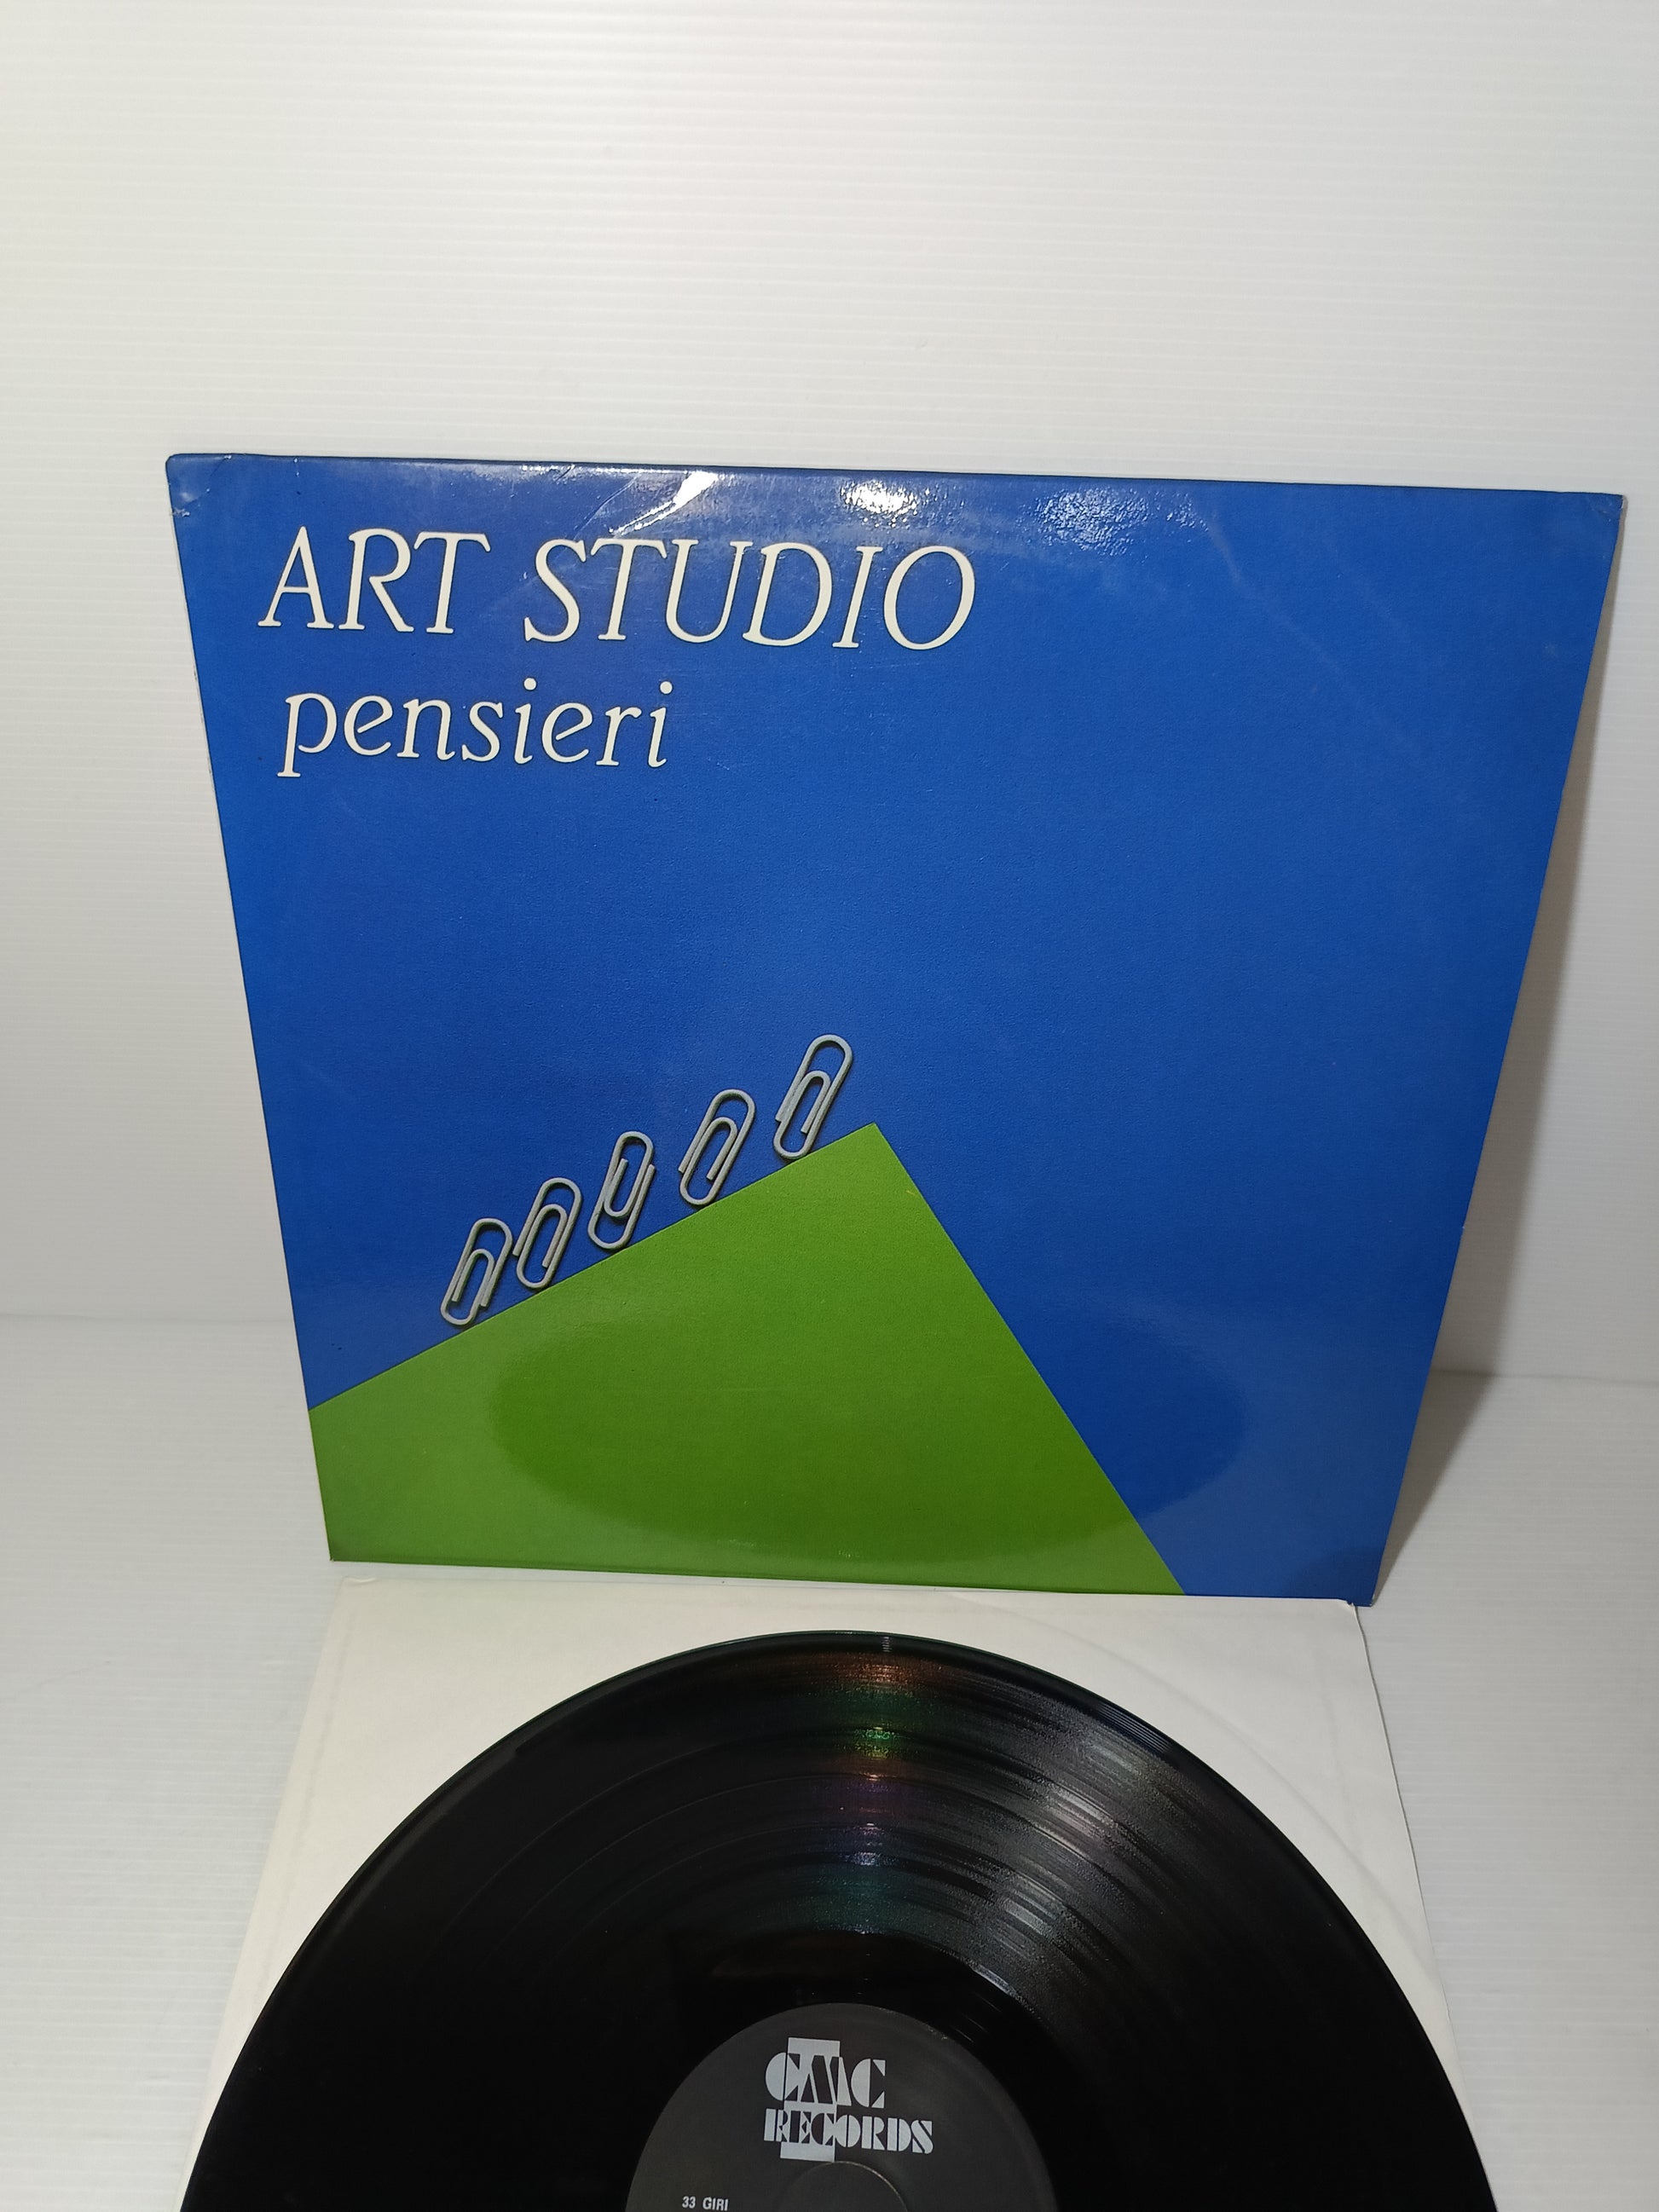 ART STUDIO
pensieri
CMC
RECORDS
33 GIRI